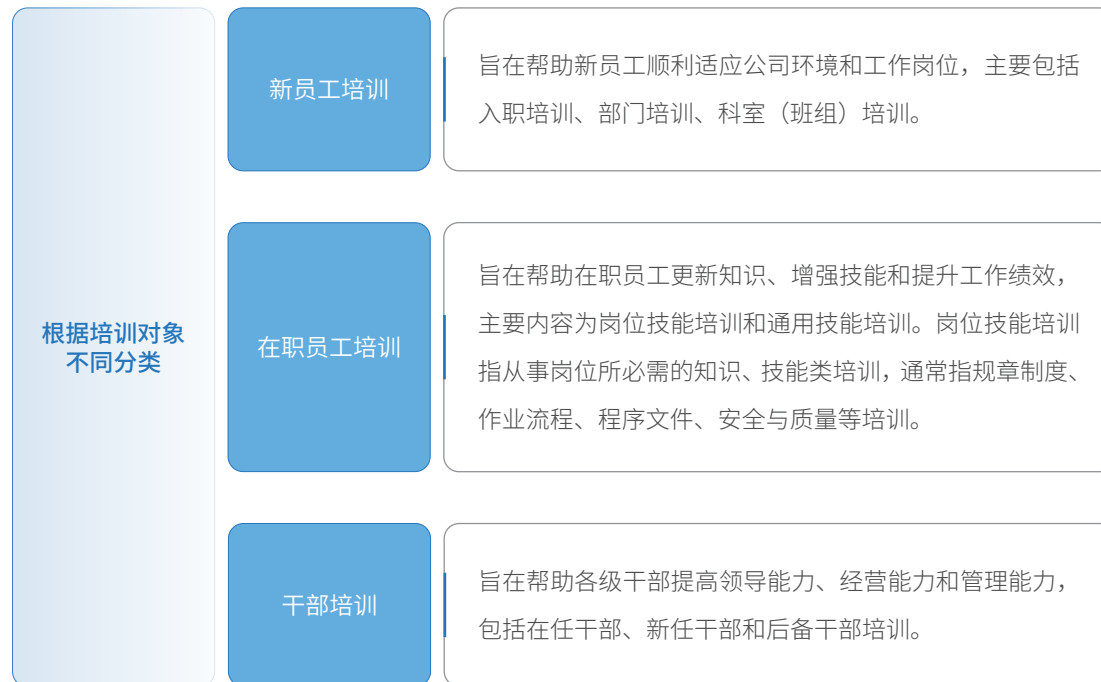 根据培训对象
不同分类
新员工培训
旨在帮助新员工顺利适应公司环境和工作岗位，主要包括
入职培训、部门培训、科室（班组）培训。
在职员工培训
旨在帮助在职员工更新知识、增强技能和提升工作绩效，
主要内容为岗位技能培训和通用技能培训。岗位技能培训
指从事岗位所必需的知识、技能类培训，通常指规章制度、
作业流程、程序文件、安全与质量等培训。
干部培训
旨在帮助各级干部提高领导能力、经营能力和管理能力，
包括在任干部、新任干部和后备干部培训。